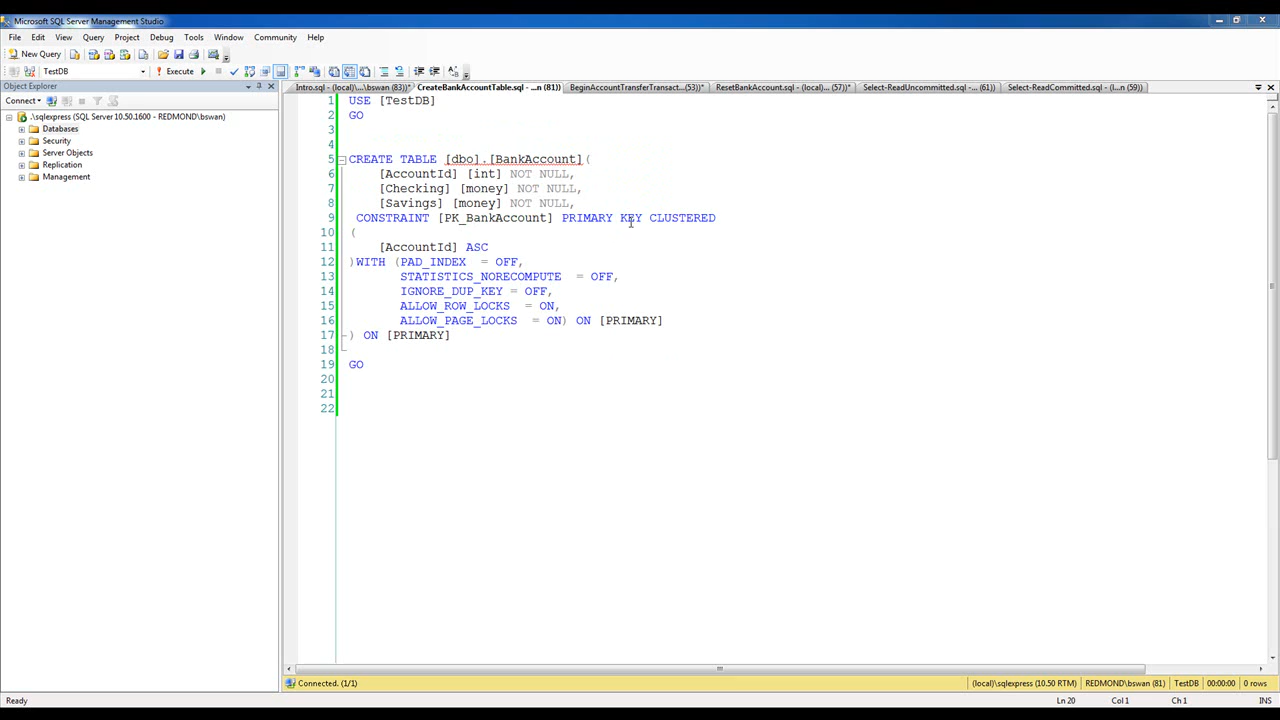 Microsoft SQL Server Management Studio
File Edit View Query Project Debug Tools Window Community Help
New Query
TestDB Execute
Object Explorer
Intro.sql - (local)\...\bswan (83))* CreateBankAccountTable.sql - ...n (81)) BeginAccountTransferTransact...(53))* ResetBankAccount.sql - (local)... (57))* Select-ReadUncommitted.sql -... (61)) Select-ReadCommitted.sql - (l...n (59))
Connect
.\sqlexpress (SQL Server 10.50.1600 - REDMOND\bswan)
Databases
Security
Server Objects
Replication
Management
1 USE [TestDB]
2 GO
3
4
5 CREATE TABLE [dbo].[BankAccount](
6 [AccountId] [int] NOT NULL,
7 [Checking] [money] NOT NULL,
8 [Savings] [money] NOT NULL,
9 CONSTRAINT [PK_BankAccount] PRIMARY KEY CLUSTERED
10 (
11 [AccountId] ASC
12 )WITH (PAD_INDEX = OFF,
13 STATISTICS_NORECOMPUTE = OFF,
14 IGNORE_DUP_KEY = OFF,
15 ALLOW_ROW_LOCKS = ON,
16 ALLOW_PAGE_LOCKS = ON) ON [PRIMARY]
17 ) ON [PRIMARY]
18
19 GO
20
21
22
Connected. (1/1) (local)\sqlexpress (10.50 RTM) REDMOND\bswan (81) TestDB 00:00:00 0 rows
Ready Ln 20 Col 1 Ch 1 INS